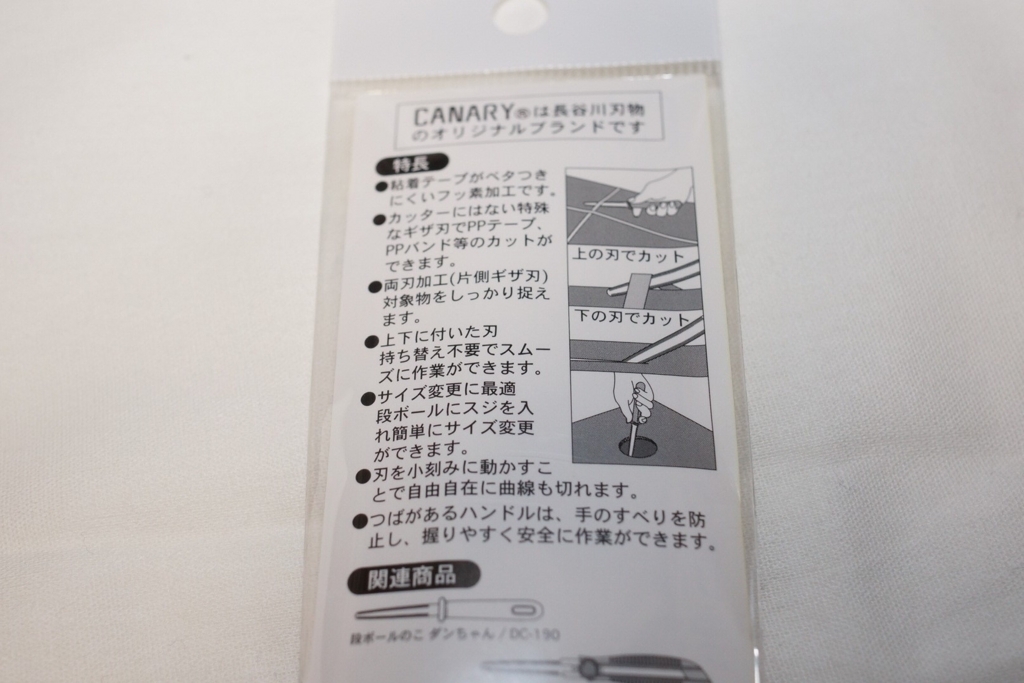 CANARY®は長谷川刃物
のオリジナルブランドです
特長
●粘着テープがベタつき
にくいフッ素加工です。
●カッターにはない特殊
なギザ刃でPPテープ、
PPバンド等のカットが
できます。
●両刃加工(片側ギザ刃)
対象物をしっかり捉え
ます。
●上下に付いた刃
持ち替え不要でスムー
ズに作業ができます。
●サイズ変更に最適
段ボールにスジを入
れ簡単にサイズ変更
ができます。
●刃を小刻みに動かすこ
とで自由自在に曲線も切れます。
●つばがあるハンドルは、手のすべりを防
止し、握りやすく安全に作業ができます。
上の刃でカット
下の刃でカット
関連商品
段ボールのこ ダンちゃん / DC-190